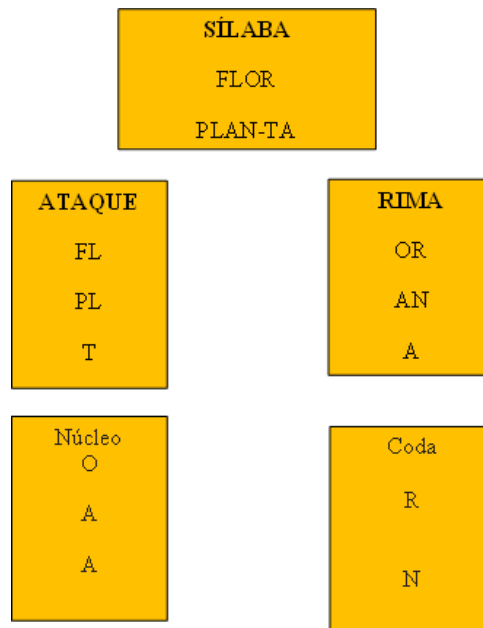 SÍLABA
FLOR
PLAN-TA
ATAQUE
FL
PL
T
RIMA
OR
AN
A
Núcleo
O
A
A
Coda
R
N